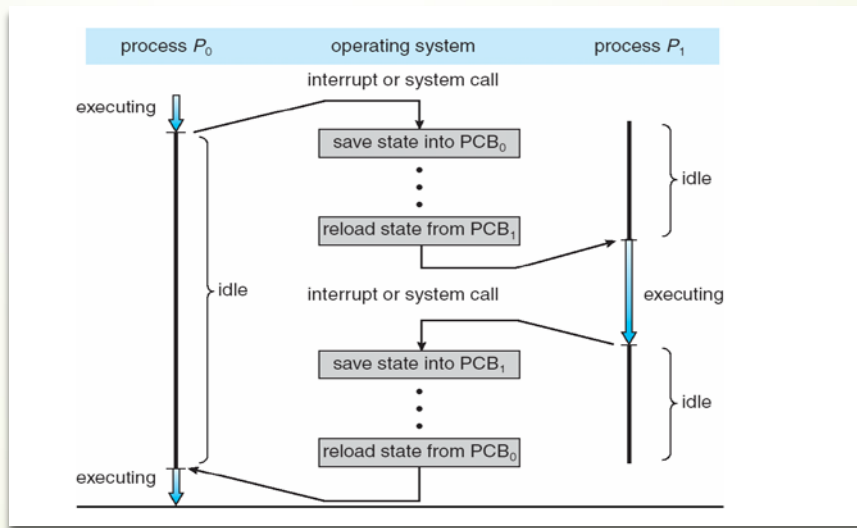 process P₀ operating system process P₁
interrupt or system call
executing
save state into PCB₀
idle
reload state from PCB₁
idle
interrupt or system call
executing
save state into PCB₁
idle
reload state from PCB₀
executing